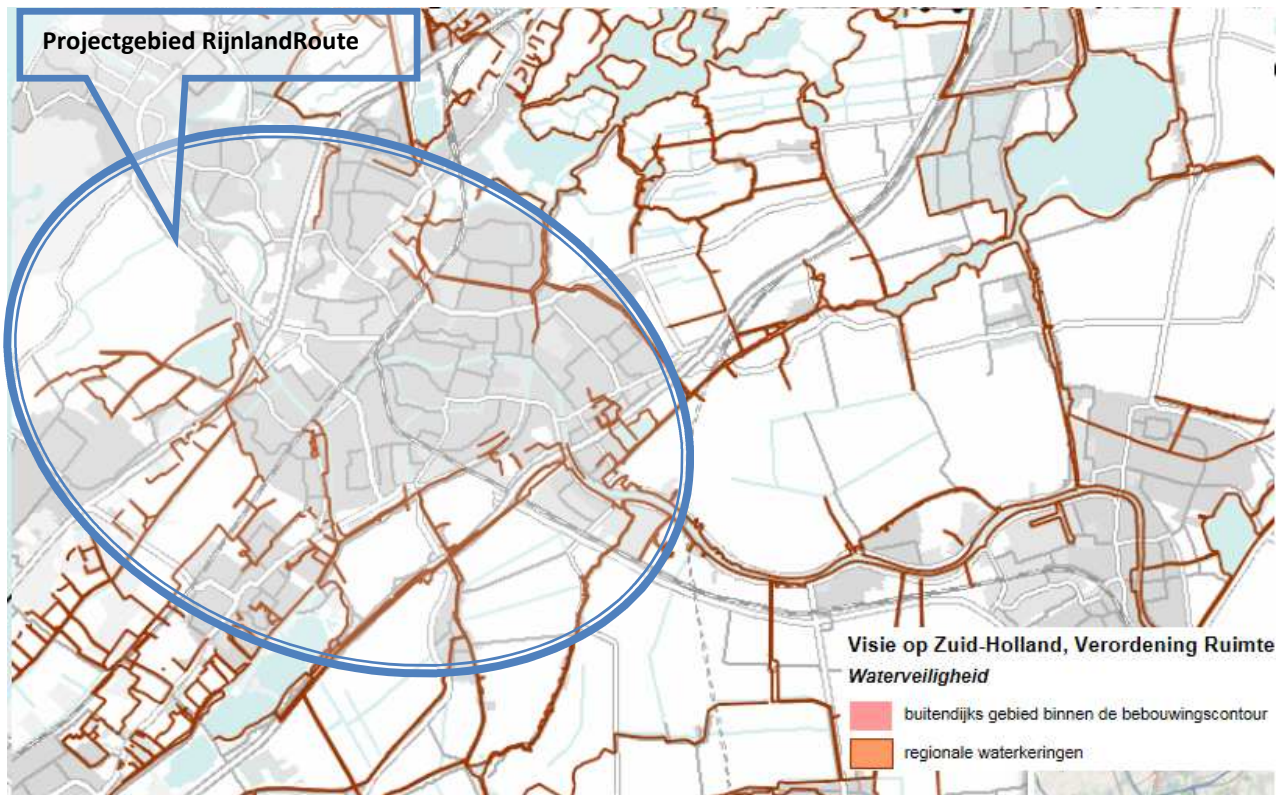 Projectgebied RijnlandRoute
Visie op Zuid-Holland, Verordening Ruimte
Waterveiligheid
buitendijks gebied binnen de bebouwingscontour
regionale waterkeringen